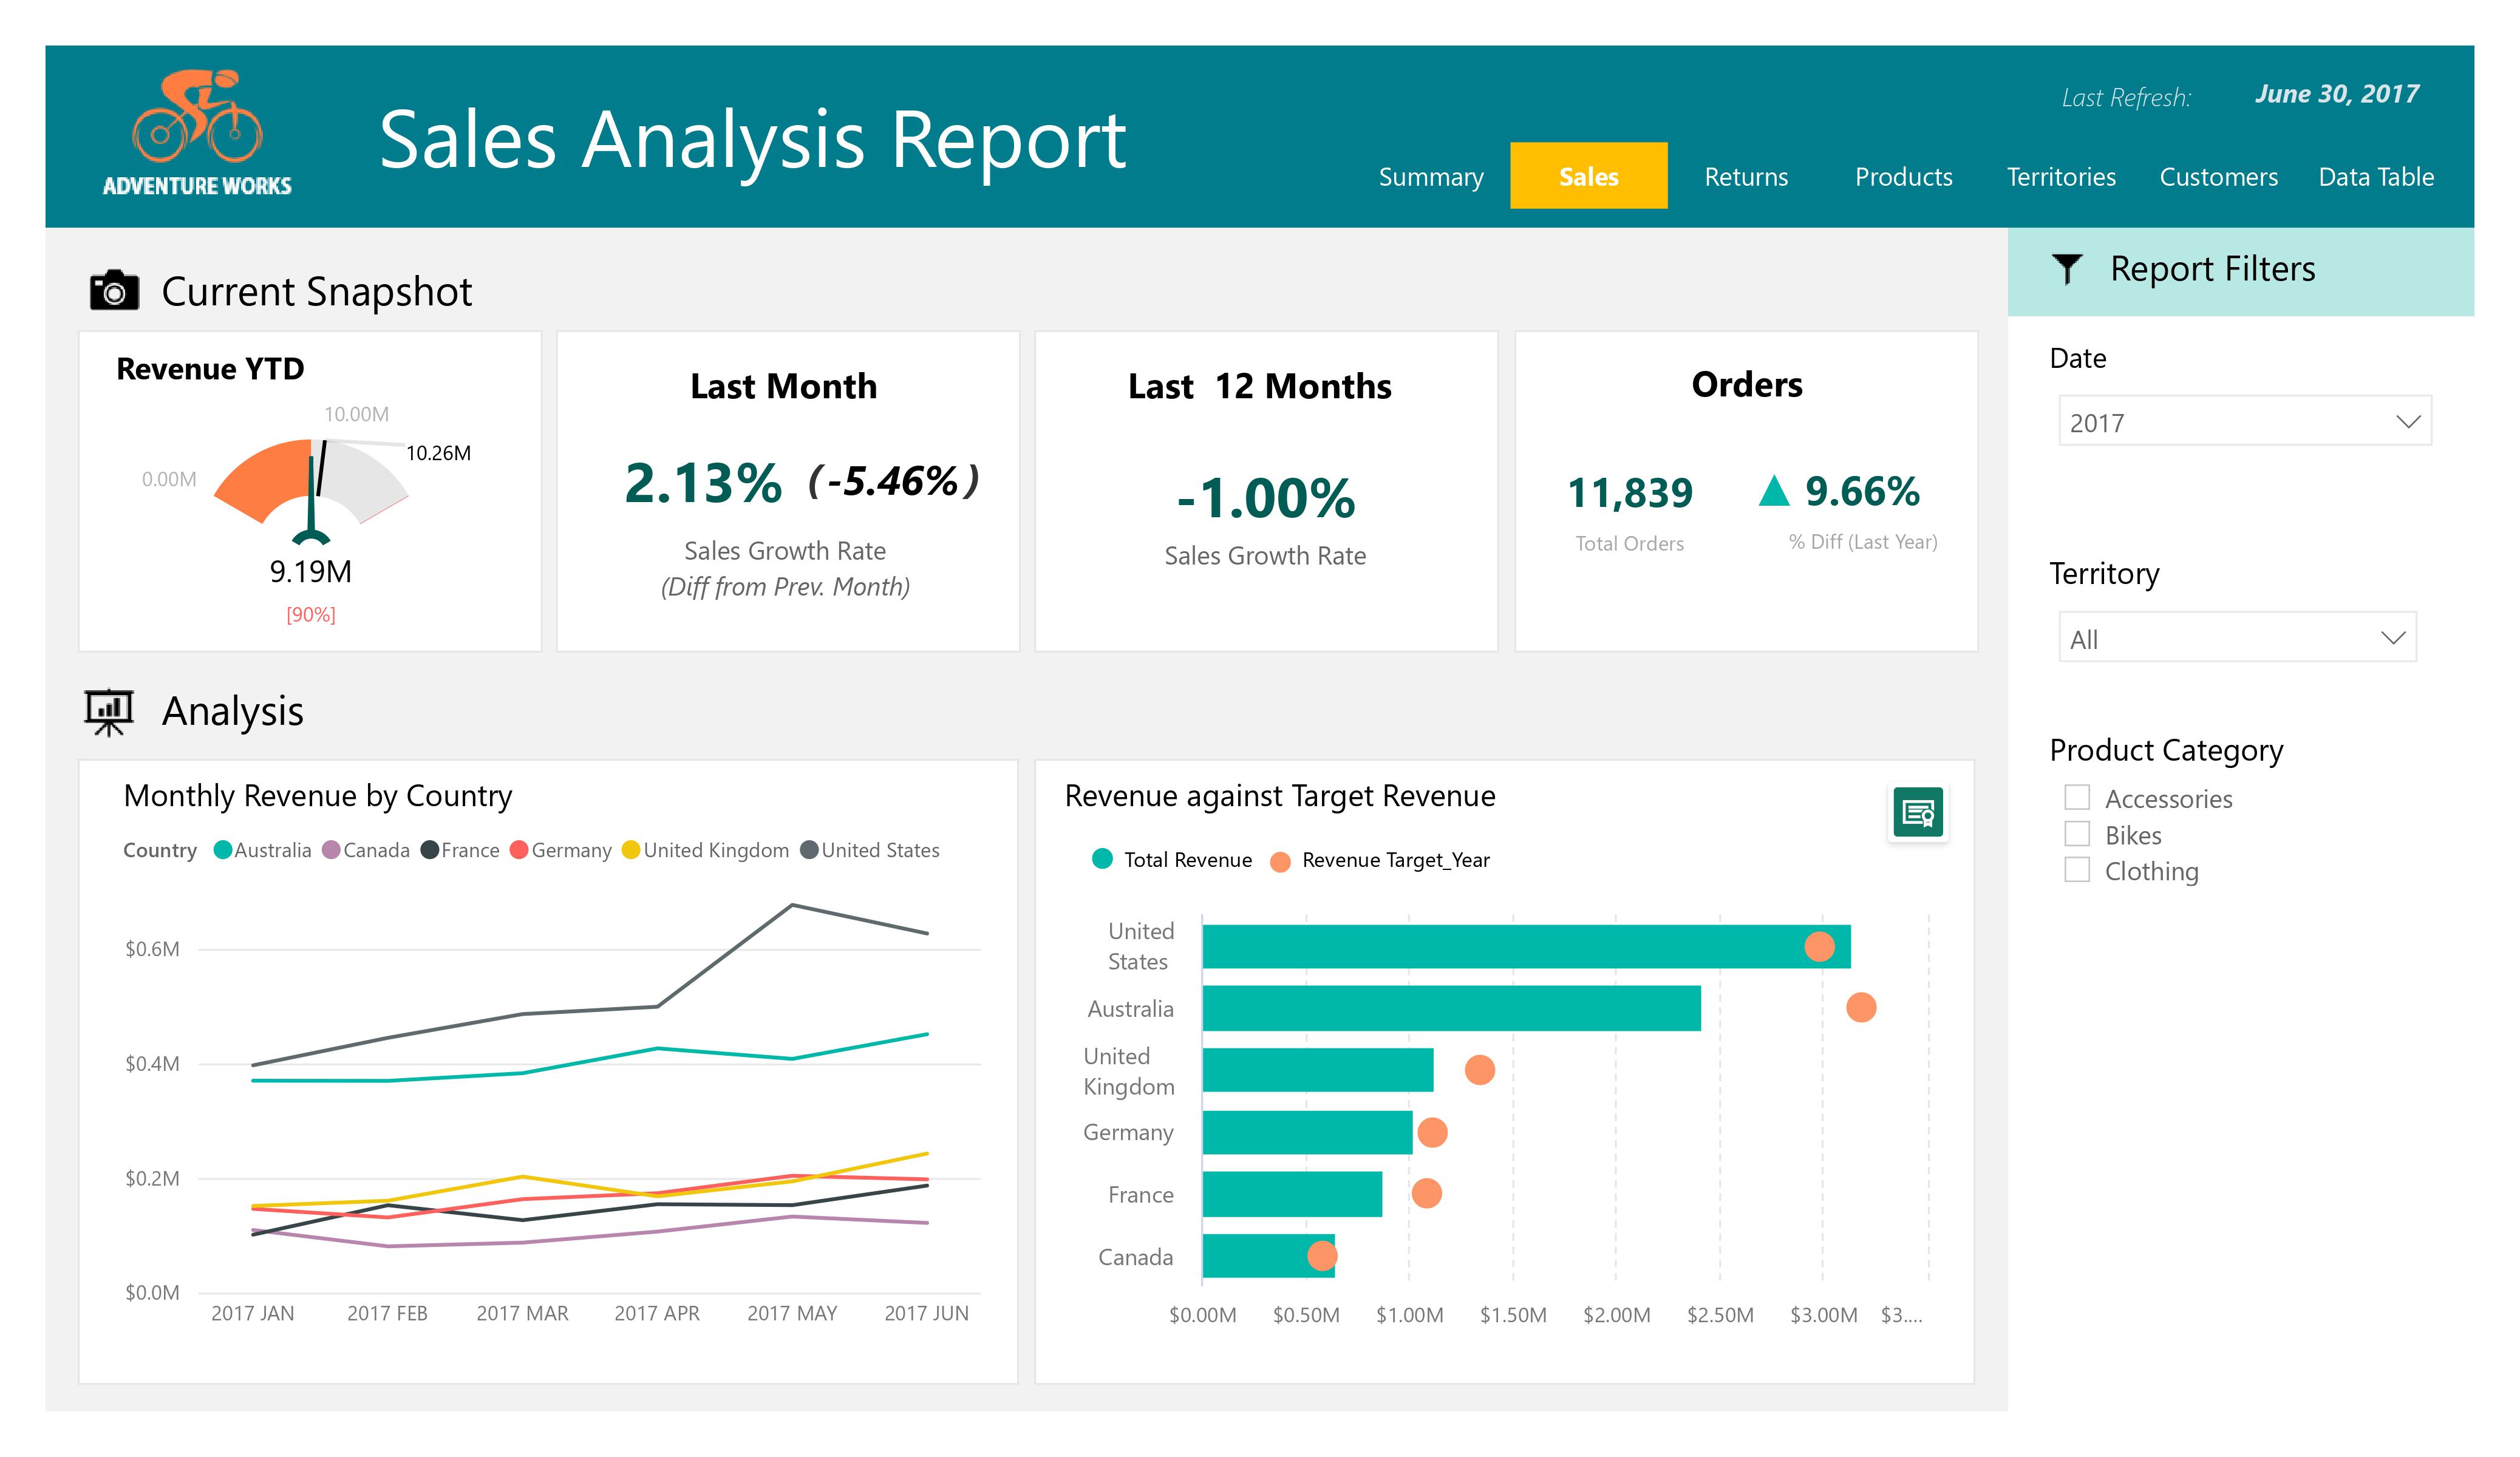 ADVENTURE WORKS
Sales Analysis Report
Last Refresh: June 30, 2017
Summary Sales Returns Products Territories Customers Data Table
Current Snapshot
Revenue YTD
10.00M
10.26M
0.00M
9.19M
[90%]
Last Month
2.13% (-5.46%)
Sales Growth Rate
(Diff from Prev. Month)
Last 12 Months
-1.00%
Sales Growth Rate
Orders
11,839 ▲ 9.66%
Total Orders % Diff (Last Year)
Report Filters
Date
2017
Territory
All
Product Category
Accessories
Bikes
Clothing
Analysis
Monthly Revenue by Country
Country Australia Canada France Germany United Kingdom United States
$0.6M
$0.4M
$0.2M
$0.0M
2017 JAN 2017 FEB 2017 MAR 2017 APR 2017 MAY 2017 JUN
Revenue against Target Revenue
Total Revenue Revenue Target_Year
United
States
Australia
United
Kingdom
Germany
France
Canada
$0.00M $0.50M $1.00M $1.50M $2.00M $2.50M $3.00M $3....